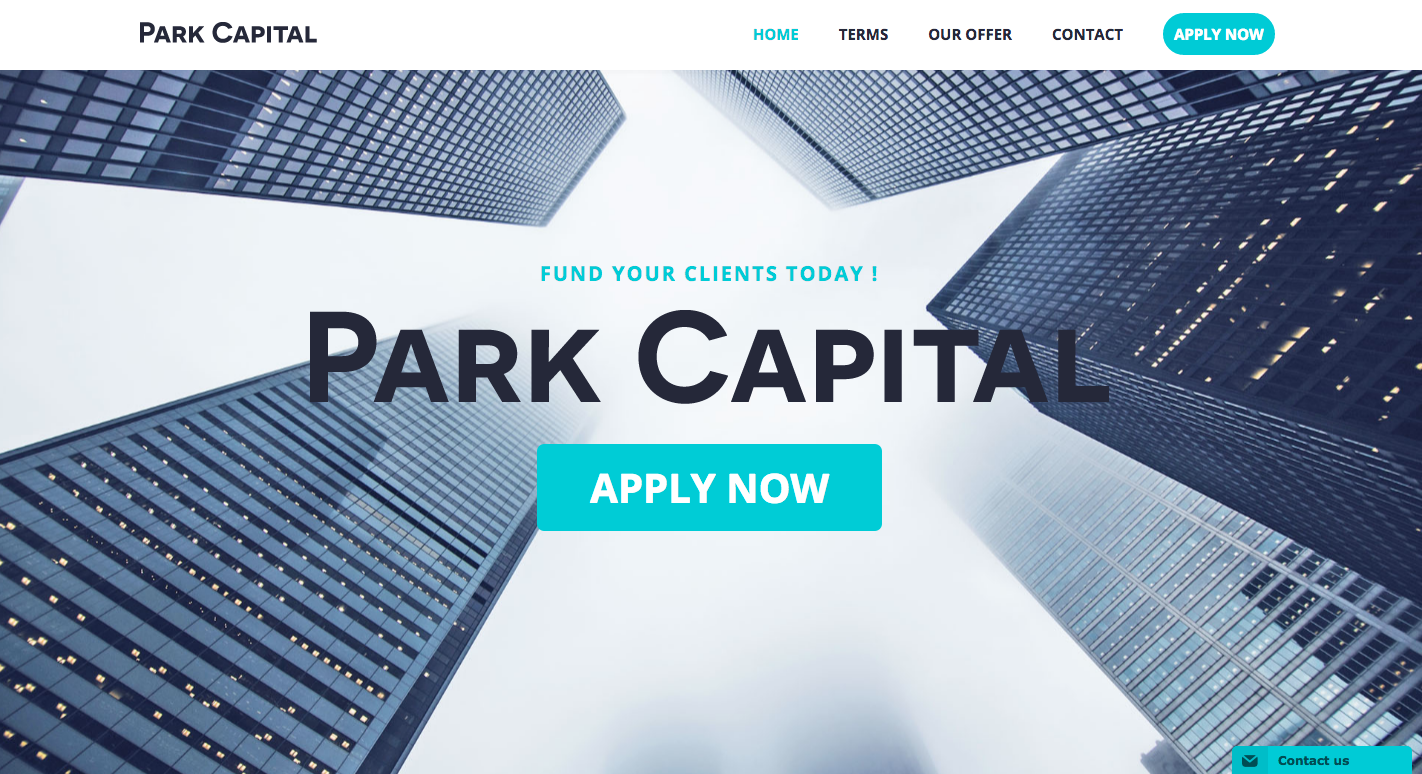 Park Capital
HOME
TERMS
OUR OFFER
CONTACT
APPLY NOW
FUND YOUR CLIENTS TODAY !
Park Capital
APPLY NOW
Contact us